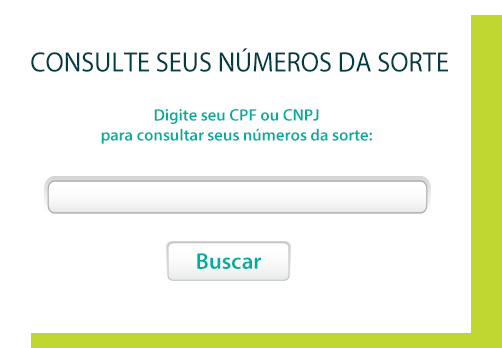 CONSULTE SEUS NÚMEROS DA SORTE
Digite seu CPF ou CNPJ
para consultar seus números da sorte:
Buscar